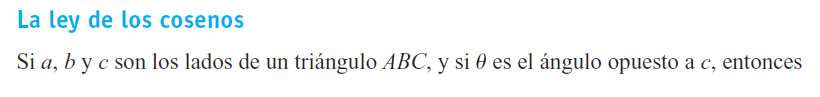 La ley de los cosenos
Si a, b y c son los lados de un triángulo ABC, y si θ es el ángulo opuesto a c, entonces